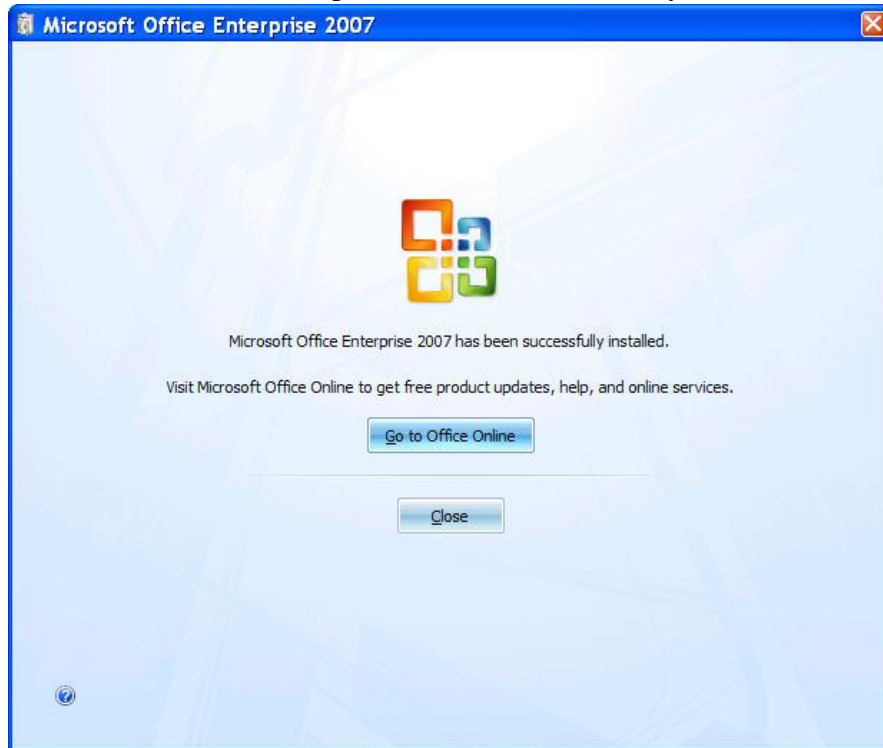 Microsoft Office Enterprise 2007
Microsoft Office Enterprise 2007 has been successfully installed.
Visit Microsoft Office Online to get free product updates, help, and online services.
Go to Office Online
Close